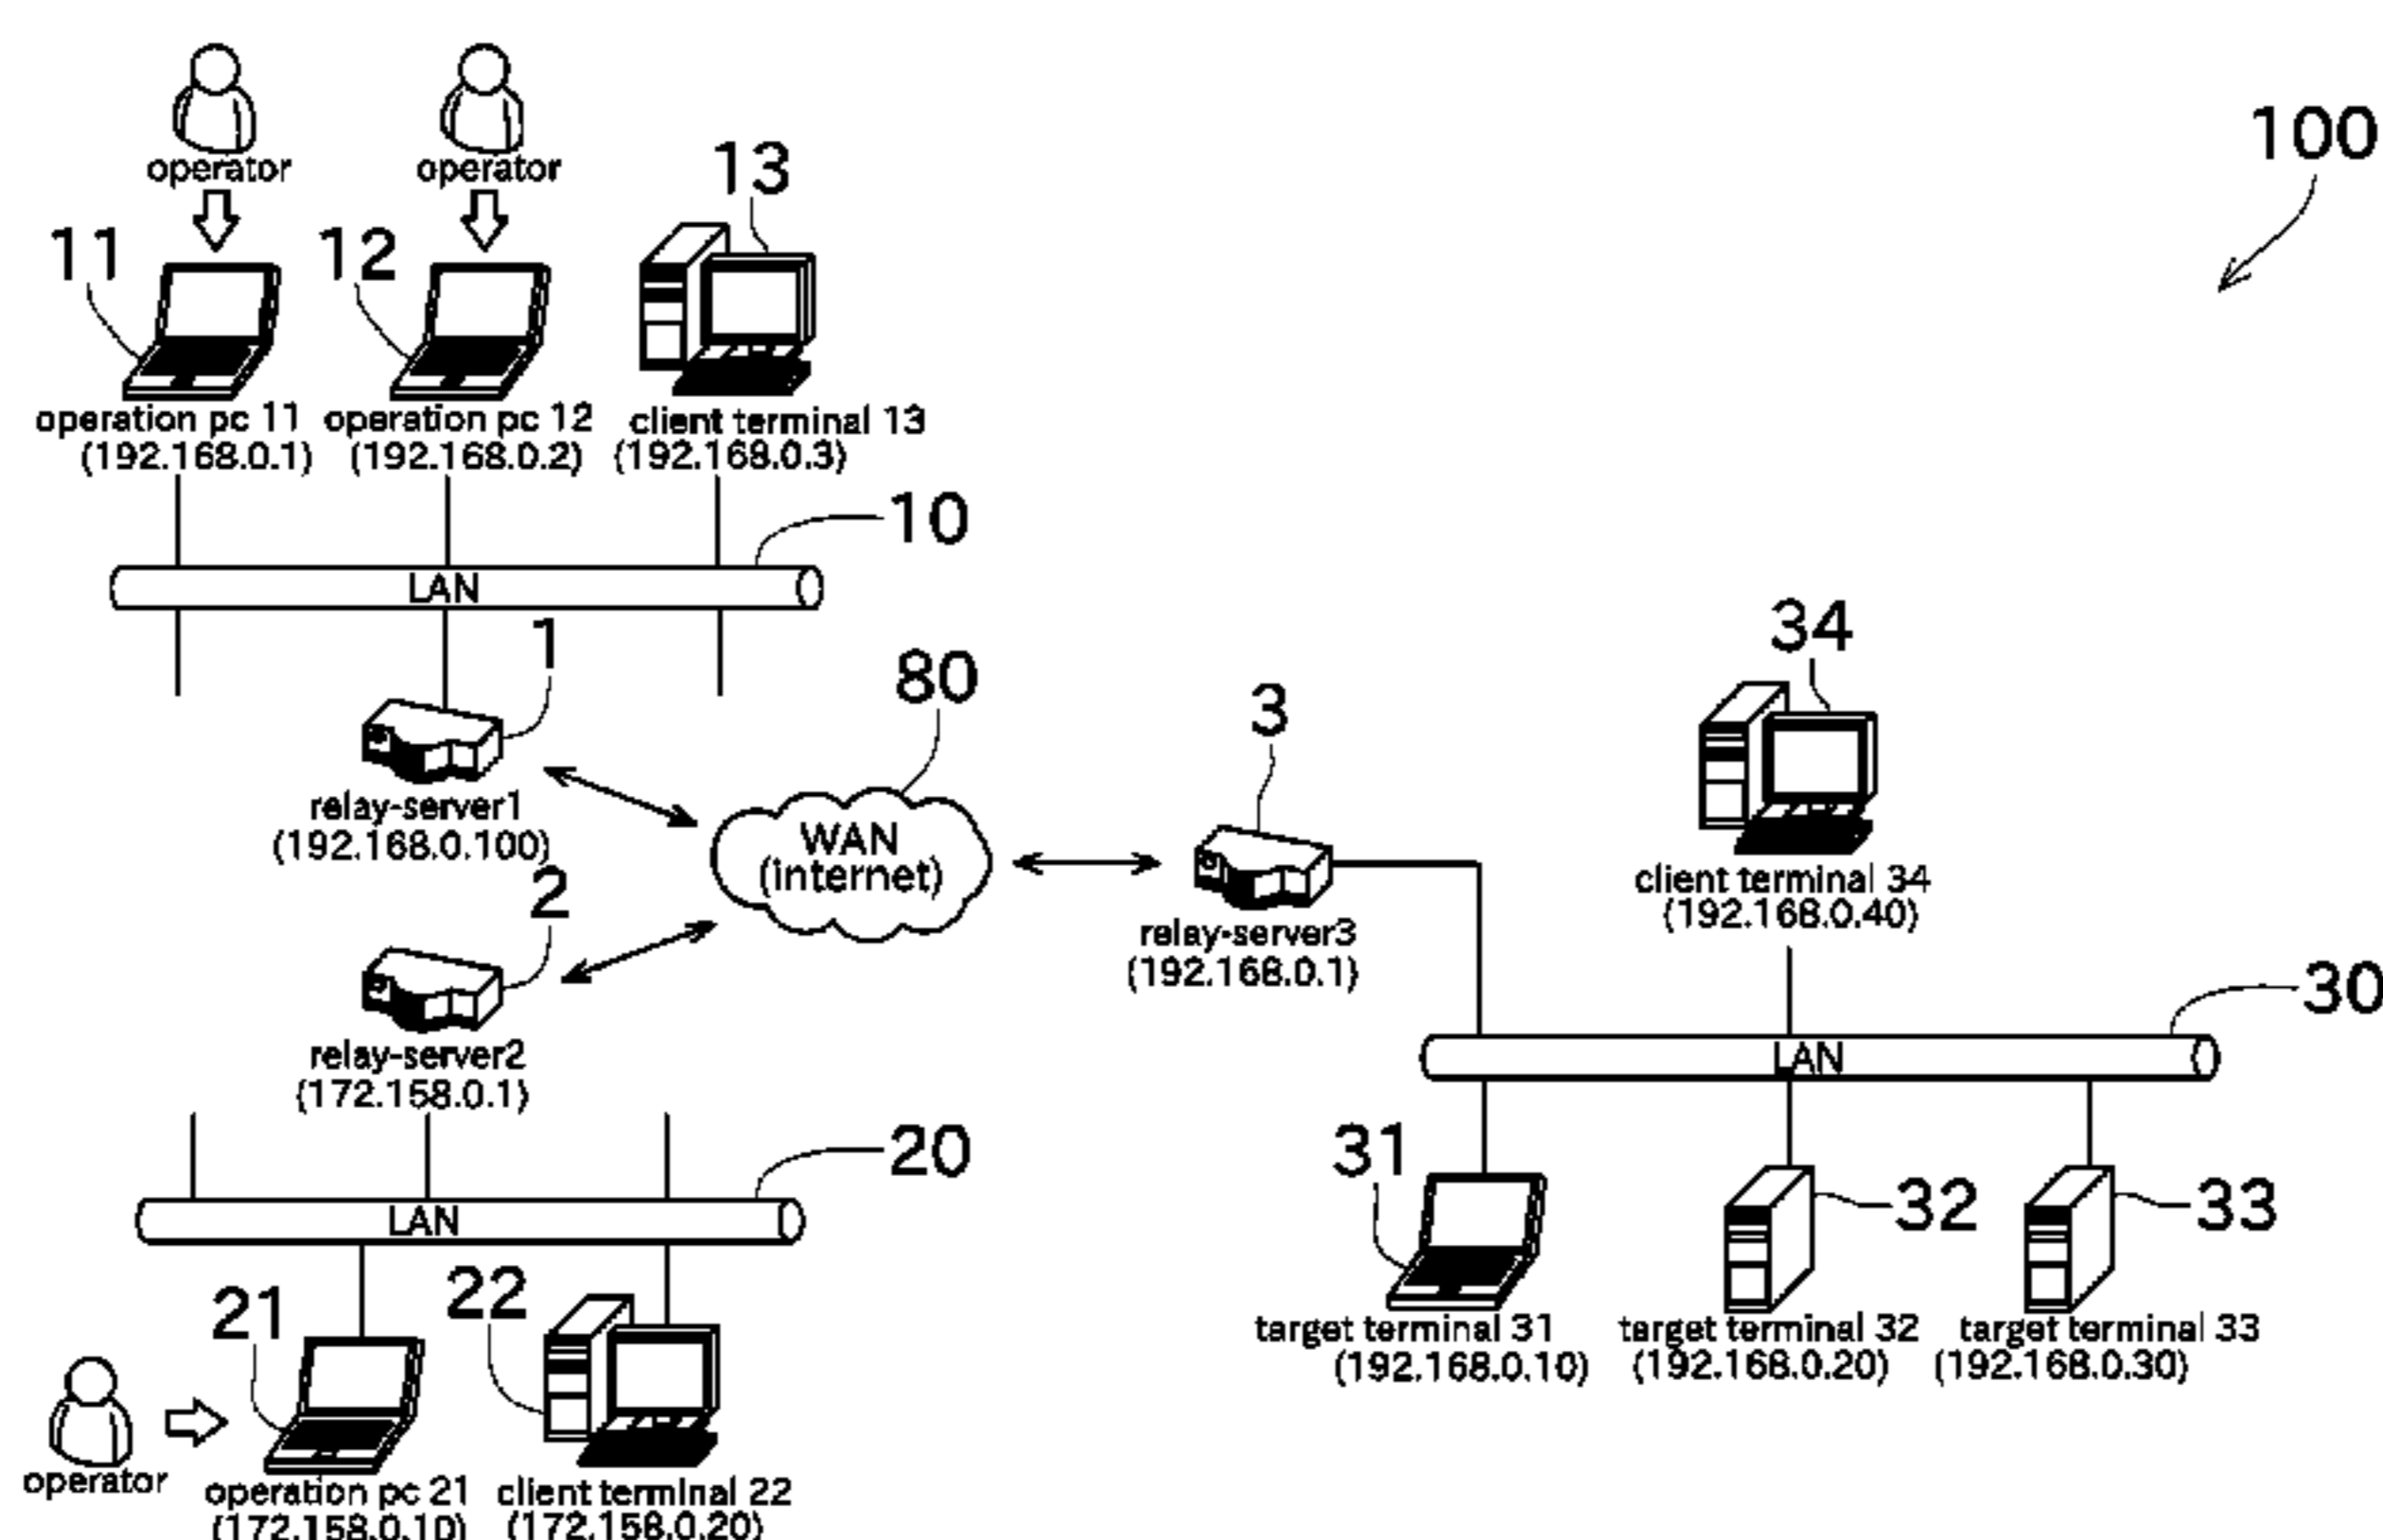 operator
operator
13
100
11
12
operation pc 11
(192.168.0.1)
operation pc 12
(192.168.0.2)
client terminal 13
(192.168.0.3)
10
LAN
1
relay-server1
(192.168.0.100)
80
WAN
(internet)
3
relay-server3
(192.168.0.1)
34
client terminal 34
(192.168.0.40)
2
relay-server2
(172.158.0.1)
30
LAN
20
LAN
31
target terminal 31
(192.168.0.10)
32
target terminal 32
(192.168.0.20)
33
target terminal 33
(192.168.0.30)
21
22
operator
operation pc 21
(172.158.0.10)
client terminal 22
(172.158.0.20)